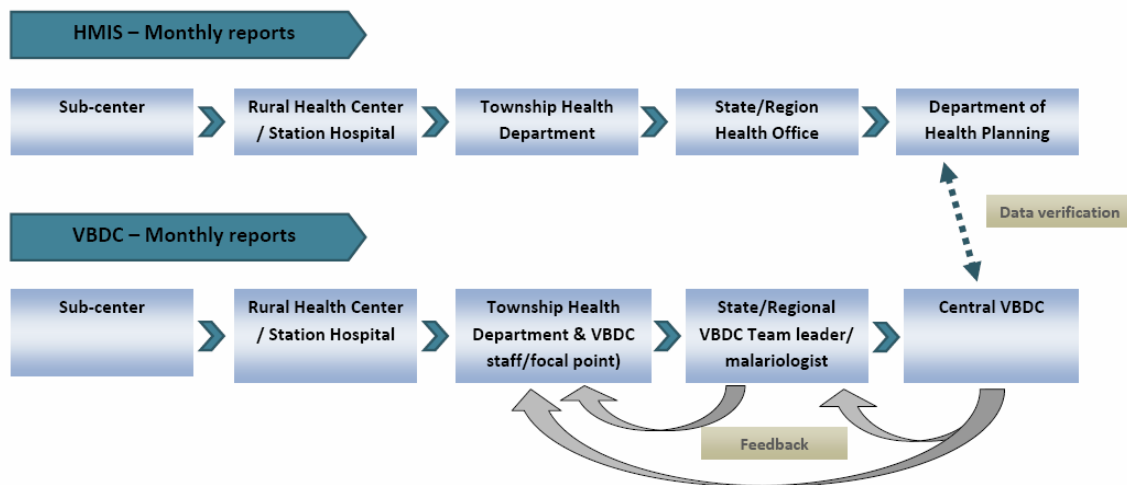 HMIS – Monthly reports
Sub-center
Rural Health Center
/ Station Hospital
Township Health
Department
State/Region
Health Office
Department of
Health Planning
Data verification
VBDC – Monthly reports
Sub-center
Rural Health Center
/ Station Hospital
Township Health
Department & VBDC
staff/focal point)
State/Regional
VBDC Team leader/
malariologist
Central VBDC
Feedback